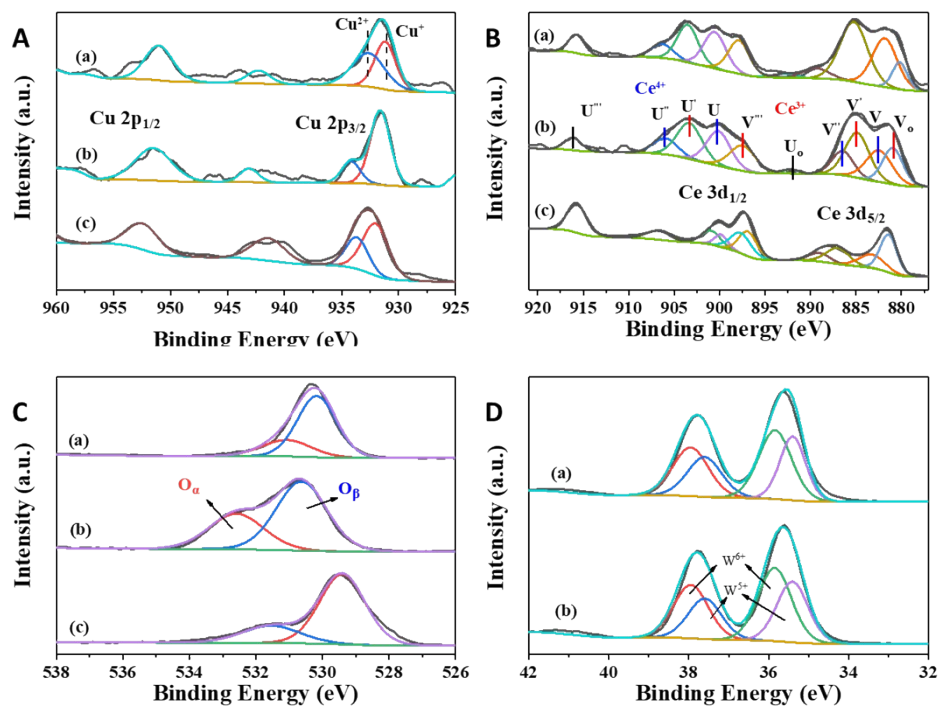 A
(a)
Cu2+
Cu+
Cu 2p1/2
Cu 2p3/2
(b)
(c)
Intensity (a.u.)
960 955 950 945 940 935 930 925
Binding Energy (eV)
B
(a)
Ce4+
Ce3+
U''' U'' U' U V''' Uo V'' V' V Vo
(b)
Ce 3d1/2
Ce 3d5/2
(c)
Intensity (a.u.)
915 910 905 900 895 890 885 880
Binding Energy (eV)
C
(a)
Oα
Oβ
(b)
(c)
Intensity (a.u.)
538 536 534 532 530 528 526
Binding Energy (eV)
D
(a)
W6+
W5+
(b)
Intensity (a.u.)
42 40 38 36 34 32
Binding Energy (eV)